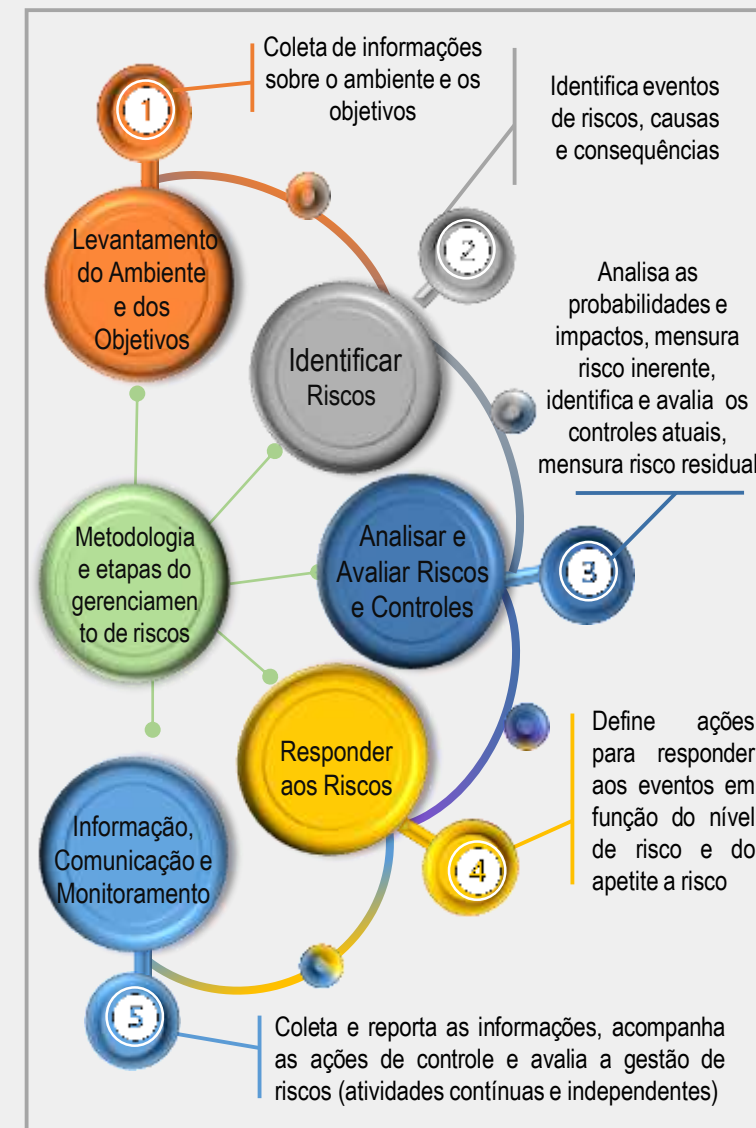 Coleta de informações
sobre o ambiente e os
objetivos
1
Levantamento
do Ambiente
e dos
Objetivos
Identifica eventos
de riscos, causas
e consequências
2
Identificar
Riscos
Analisa as
probabilidades e
impactos, mensura
risco inerente,
identifica e avalia os
controles atuais,
mensura risco residual
3
Analisar e
Avaliar Riscos
e Controles
Metodologia
e etapas do
gerenciamen
to de riscos
Define ações
para responder
aos eventos em
função do nível
de risco e do
apetite a risco
4
Responder
aos Riscos
Informação,
Comunicação e
Monitoramento
5
Coleta e reporta as informações, acompanha
as ações de controle e avalia a gestão de
riscos (atividades contínuas e independentes)